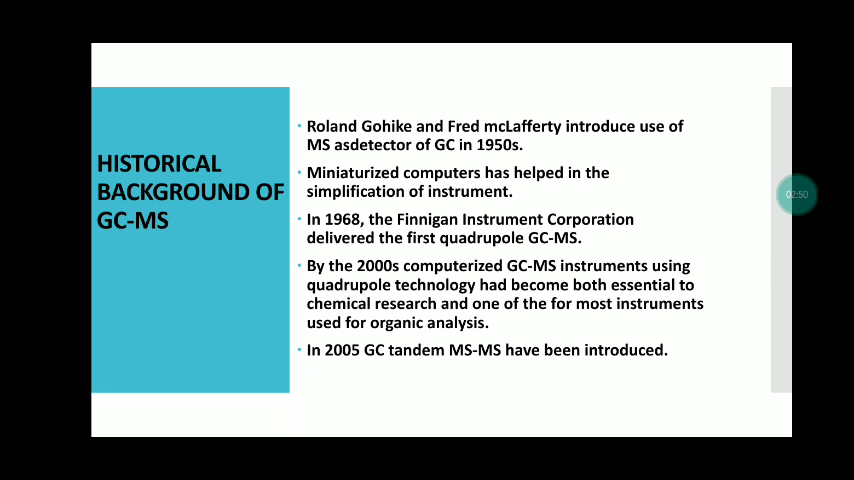 HISTORICAL
BACKGROUND OF
GC-MS
• Roland Gohike and Fred mcLafferty introduce use of
MS asdetector of GC in 1950s.
• Miniaturized computers has helped in the
simplification of instrument.
• In 1968, the Finnigan Instrument Corporation
delivered the first quadrupole GC-MS.
• By the 2000s computerized GC-MS instruments using
quadrupole technology had become both essential to
chemical research and one of the for most instruments
used for organic analysis.
• In 2005 GC tandem MS-MS have been introduced.
02:50